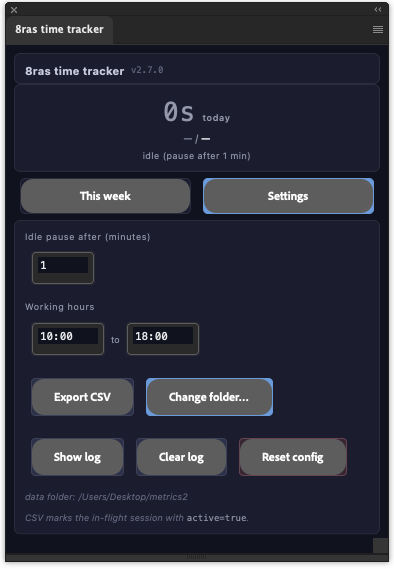 8ras time tracker
8ras time tracker v2.7.0
0s today
— / —
idle (pause after 1 min)
This week Settings
Idle pause after (minutes)
1
Working hours
10:00 to 18:00
Export CSV Change folder...
Show log Clear log Reset config
data folder: /Users/Desktop/metrics2
CSV marks the in-flight session with active=true.